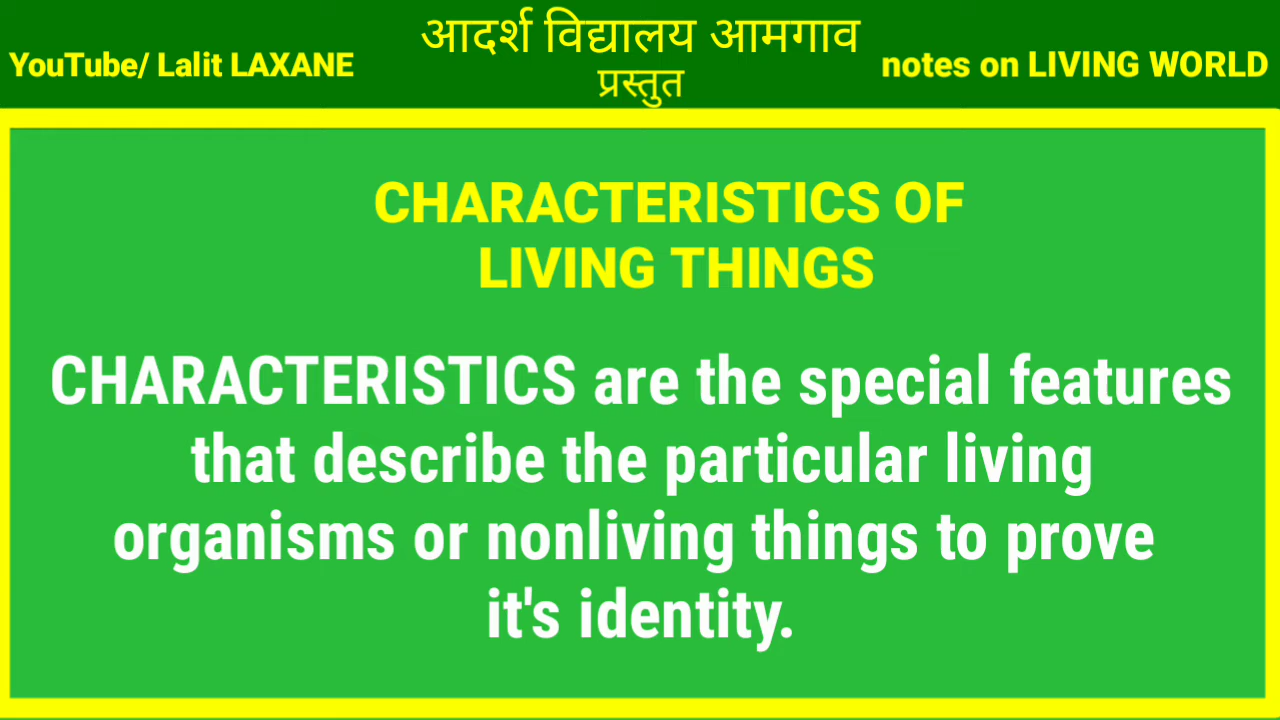 आदर्श विद्यालय आमगाव
प्रस्तुत
YouTube/ Lalit LAXANE
notes on LIVING WORLD
CHARACTERISTICS OF
LIVING THINGS
CHARACTERISTICS are the special features
that describe the particular living
organisms or nonliving things to prove
it's identity.